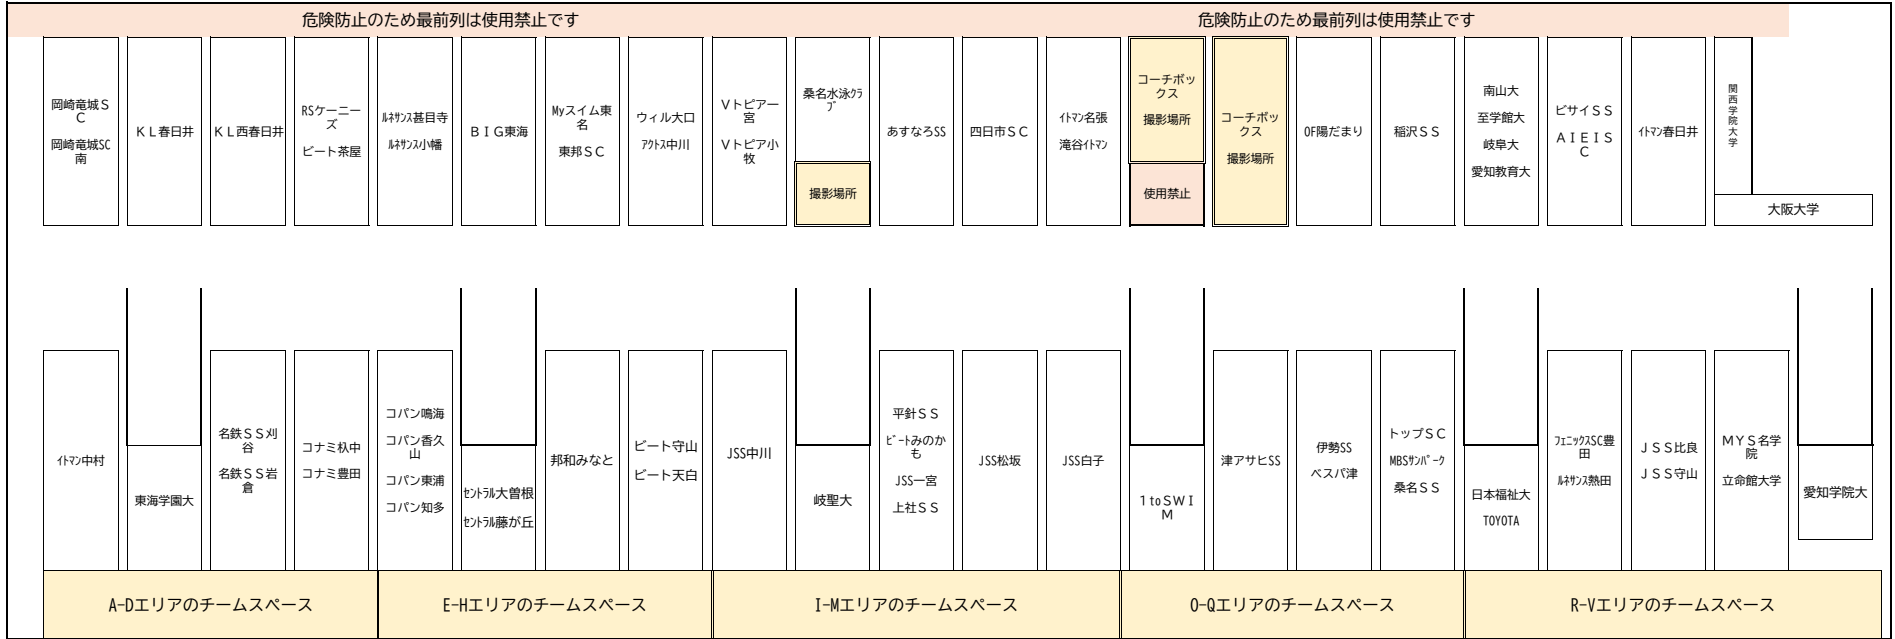 危険防止のため最前列は使用禁止です
危険防止のため最前列は使用禁止です
岡崎竜城Ｓ
Ｃ
岡崎竜城SC
南
ＫＬ春日井
ＫＬ西春日井
RSケーニー
ズ
ビート茶屋
ﾙﾈｻﾝｽ甚目寺
ﾙﾈｻﾝｽ小幡
ＢＩＧ東海
Myスイム東
名
東邦ＳＣ
ウィル大口
ｱｸﾄｽ中川
Ｖトピア一
宮
Ｖトピア小
牧
桑名水泳ｸﾗ
ﾌﾞ
撮影場所
あすなろSS
四日市ＳＣ
ｲﾄﾏﾝ名張
滝谷ｲﾄﾏﾝ
コーチボッ
クス
撮影場所
使用禁止
コーチボッ
クス
撮影場所
OF陽だまり
稲沢ＳＳ
南山大
至学館大
岐阜大
愛知教育大
ビサイＳＳ
ＡＩＥＩＳ
Ｃ
ｲﾄﾏﾝ春日井
関西学院大学
大阪大学
ｲﾄﾏﾝ中村
東海学園大
名鉄ＳＳ刈
谷
名鉄ＳＳ岩
倉
コナミ杁中
コナミ豊田
コパン鳴海
コパン香久
山
コパン東浦
コパン知多
ｾﾝﾄﾗﾙ大曽根
ｾﾝﾄﾗﾙ藤が丘
邦和みなと
ビート守山
ビート天白
JSS中川
岐聖大
平針ＳＳ
ﾋﾞｰﾄみのか
も
JSS一宮
上社ＳＳ
JSS松坂
JSS白子
１toＳＷＩ
Ｍ
津アサヒSS
伊勢SS
ベスパ津
トップＳＣ
MBSｻﾝﾊﾟｰｸ
桑名ＳＳ
日本福祉大
TOYOTA
ﾌｪﾆｯｸｽSC豊
田
ﾙﾈｻﾝｽ熱田
ＪＳＳ比良
ＪＳＳ守山
ＭＹＳ名学
院
立命館大学
愛知学院大
A-Dエリアのチームスペース
E-Hエリアのチームスペース
I-Mエリアのチームスペース
O-Qエリアのチームスペース
R-Vエリアのチームスペース